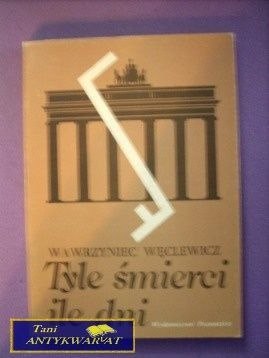 WAWRZYNIEC WĘCLEWICZ
Tyle śmierci
ile dni
Wydawnictwo Poznańskie
Tani
ANTYKWARIAT